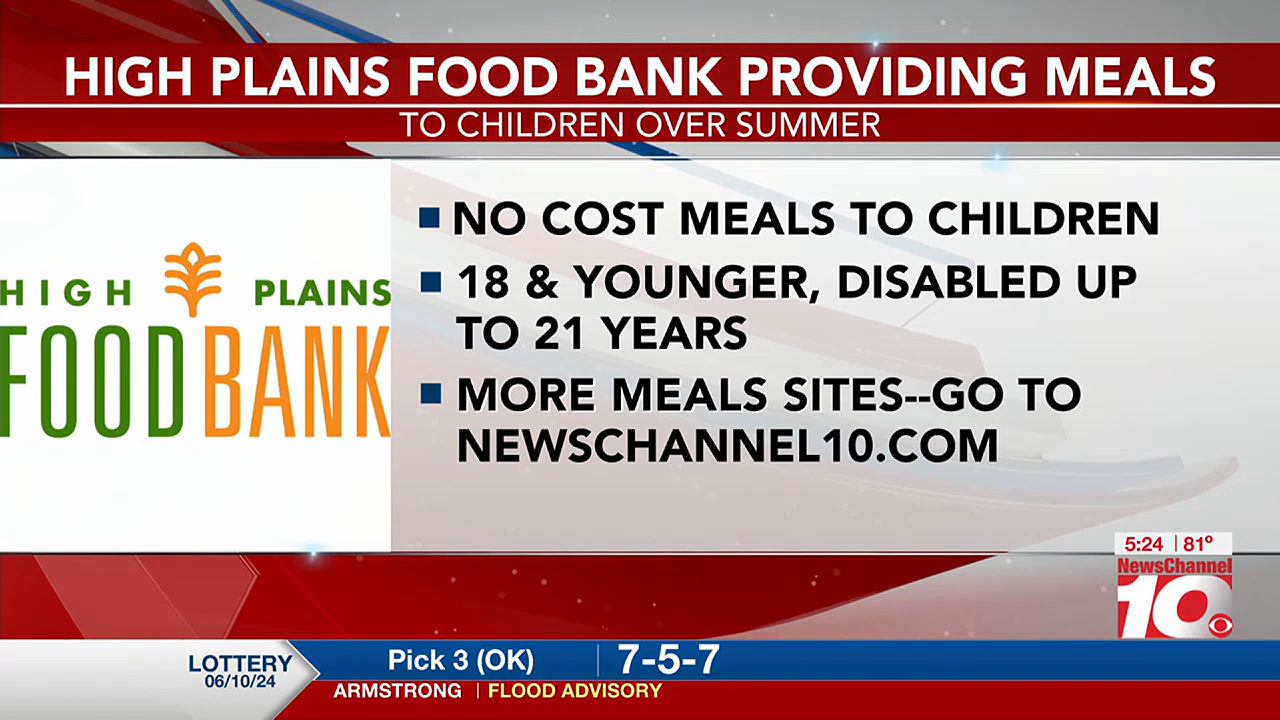 HIGH PLAINS FOOD BANK PROVIDING MEALS
TO CHILDREN OVER SUMMER
HIGH PLAINS
FOODBANK
▪ NO COST MEALS TO CHILDREN
▪ 18 & YOUNGER, DISABLED UP
TO 21 YEARS
▪ MORE MEALS SITES--GO TO
NEWSCHANNEL10.COM
5:24 | 81°
NewsChannel
10
LOTTERY
06/10/24
Pick 3 (OK) | 7-5-7
ARMSTRONG | FLOOD ADVISORY